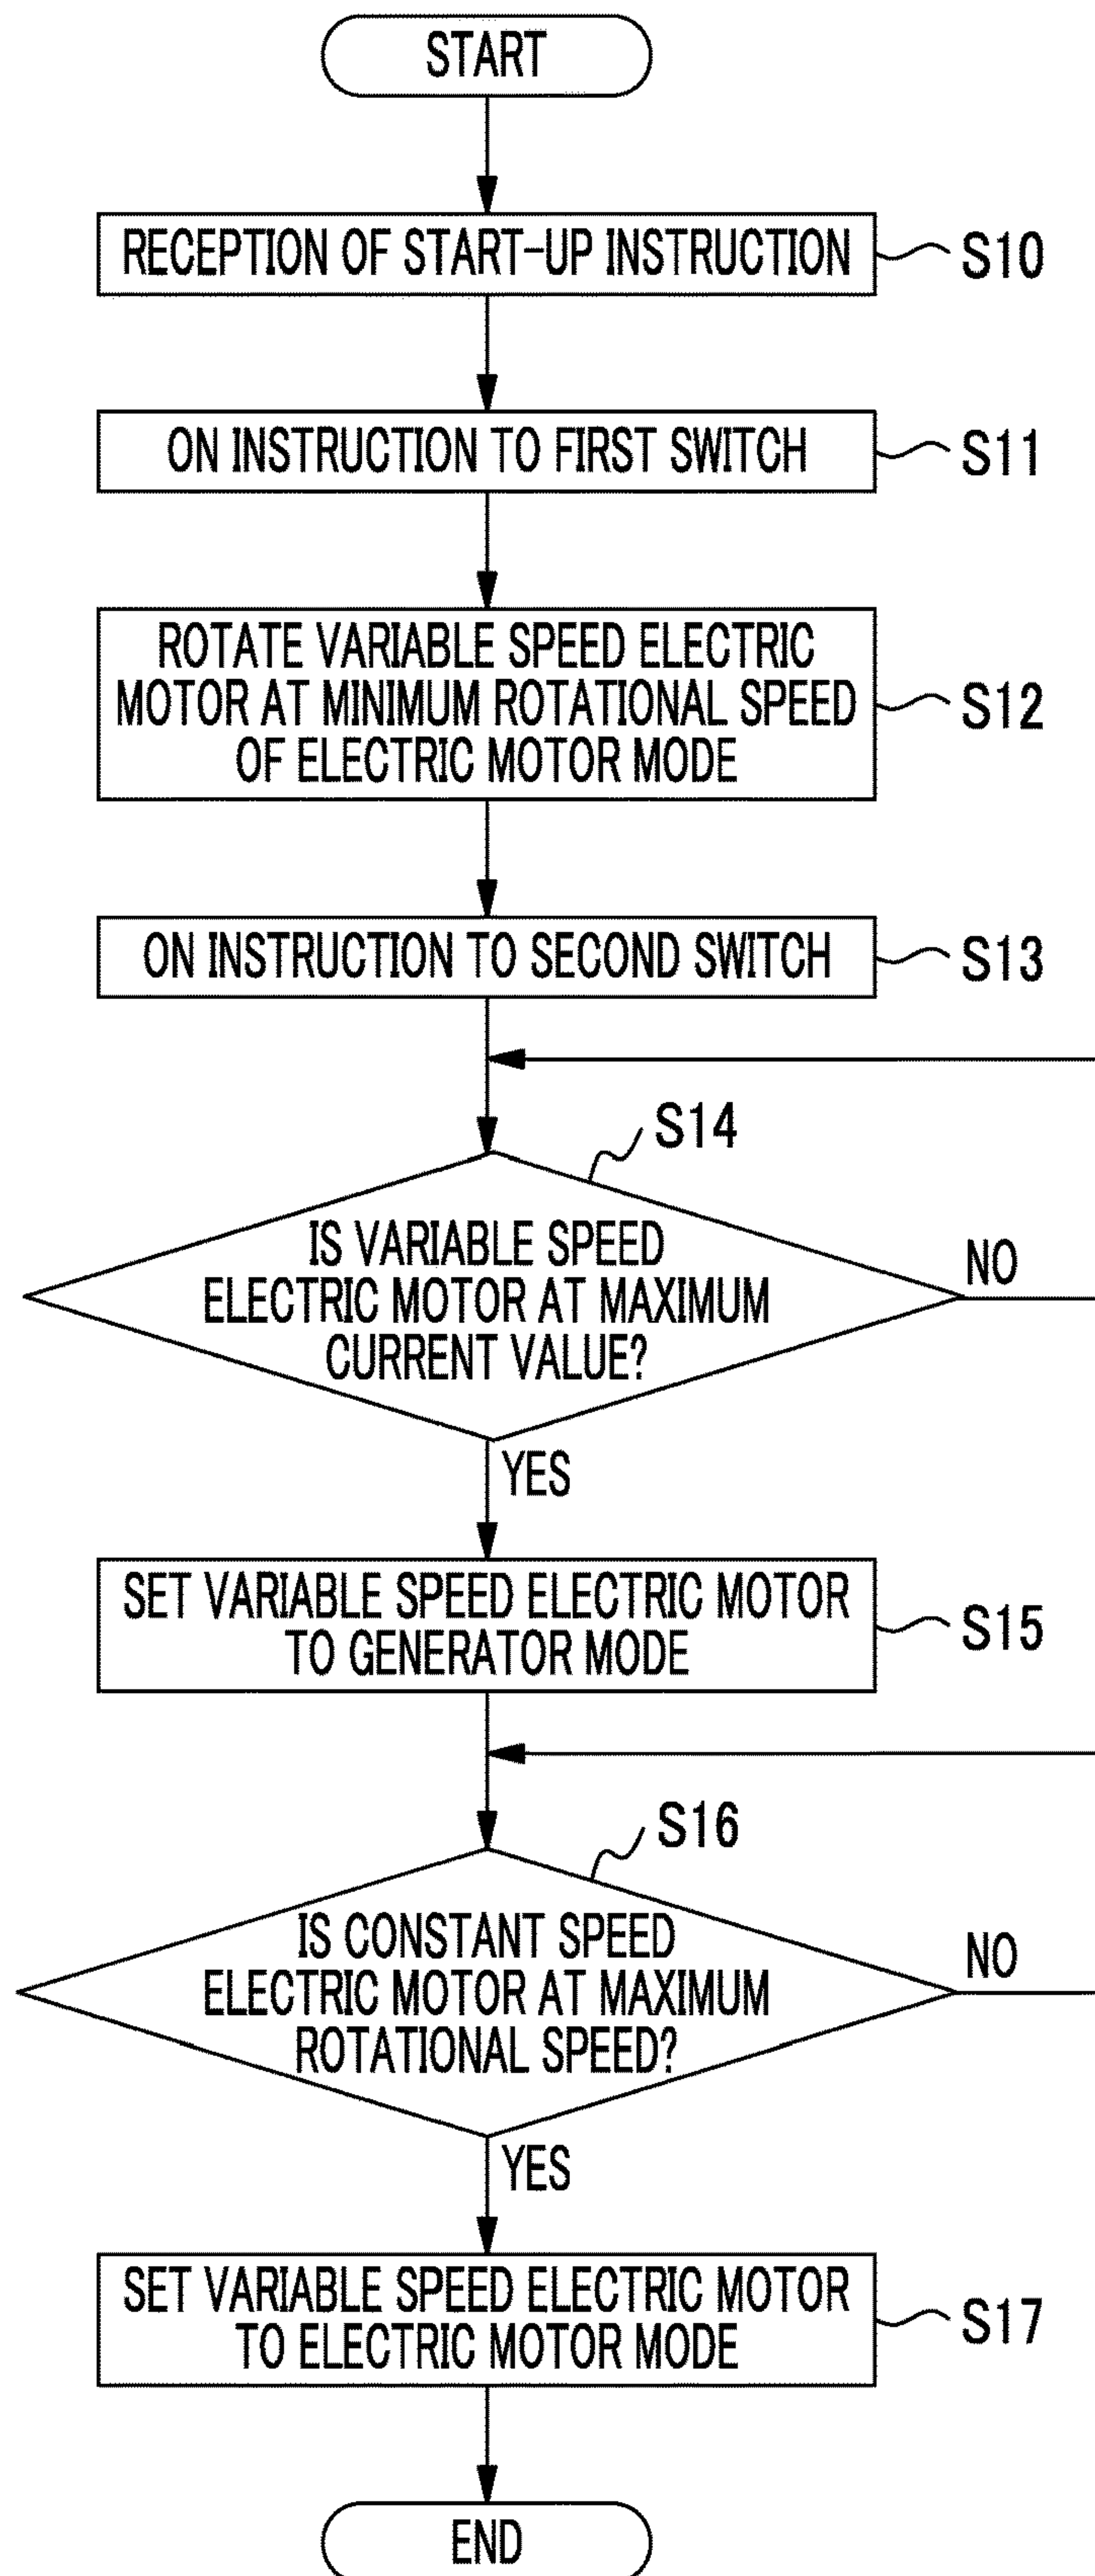 START
RECEPTION OF START-UP INSTRUCTION
S10
ON INSTRUCTION TO FIRST SWITCH
S11
ROTATE VARIABLE SPEED ELECTRIC
MOTOR AT MINIMUM ROTATIONAL SPEED
OF ELECTRIC MOTOR MODE
S12
ON INSTRUCTION TO SECOND SWITCH
S13
S14
IS VARIABLE SPEED
ELECTRIC MOTOR AT MAXIMUM
CURRENT VALUE?
NO
YES
SET VARIABLE SPEED ELECTRIC MOTOR
TO GENERATOR MODE
S15
S16
IS CONSTANT SPEED
ELECTRIC MOTOR AT MAXIMUM
ROTATIONAL SPEED?
NO
YES
SET VARIABLE SPEED ELECTRIC MOTOR
TO ELECTRIC MOTOR MODE
S17
END